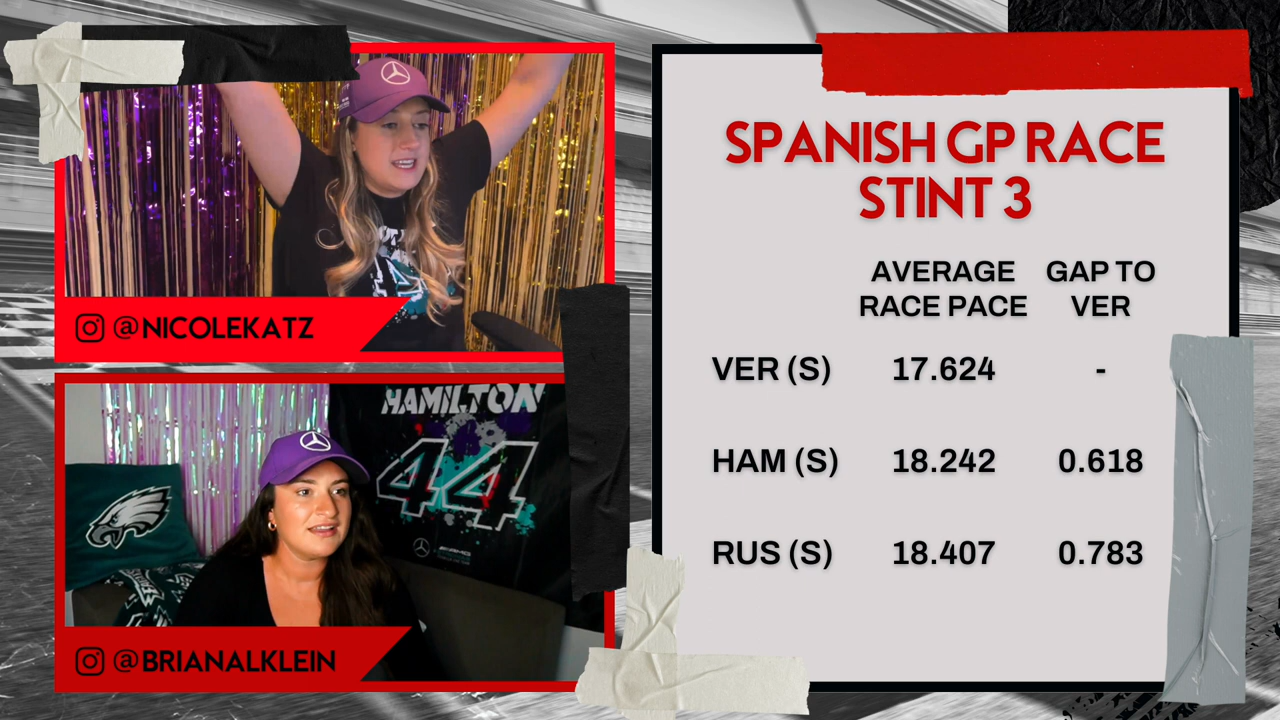 @NICOLEKATZ
HAMILTON
44
@BRIANALKLEIN
SPANISH GP RACE
STINT 3
AVERAGE RACE PACE
GAP TO VER
VER (S) 17.624 -
HAM (S) 18.242 0.618
RUS (S) 18.407 0.783